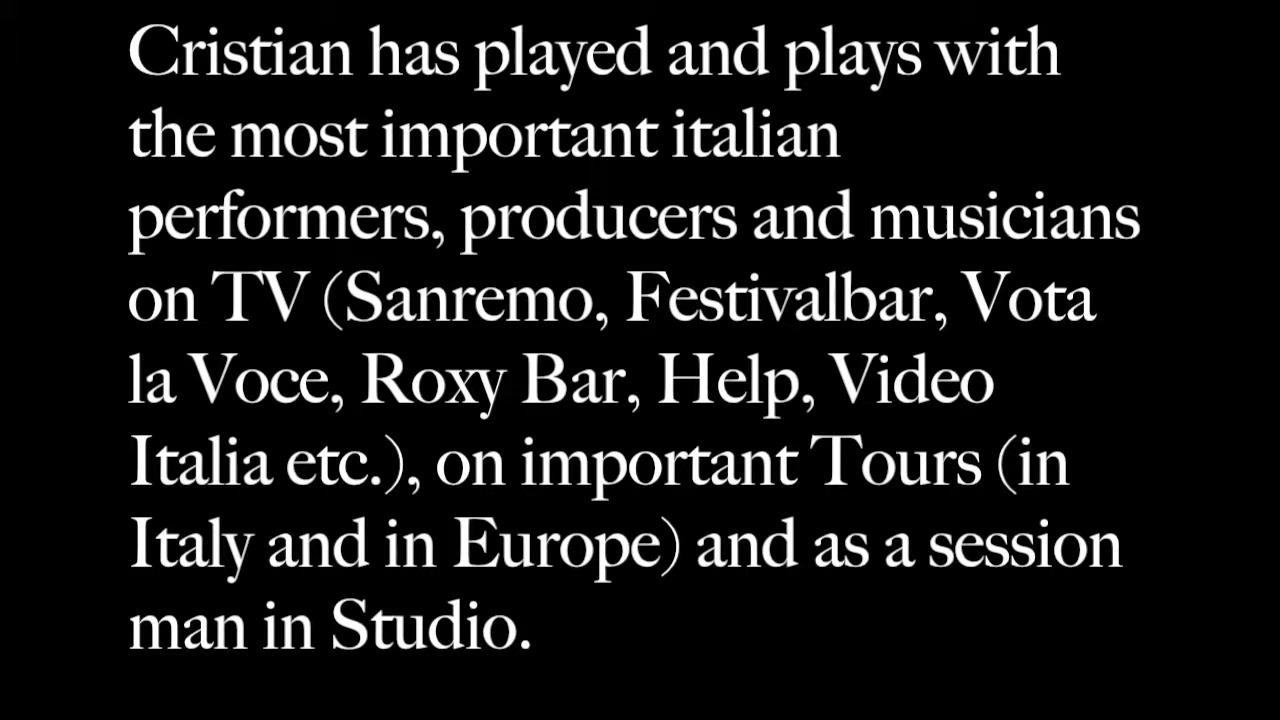 Cristian has played and plays with
the most important italian
performers, producers and musicians
on TV (Sanremo, Festivalbar, Vota
la Voce, Roxy Bar, Help, Video
Italia etc.), on important Tours (in
Italy and in Europe) and as a session
man in Studio.